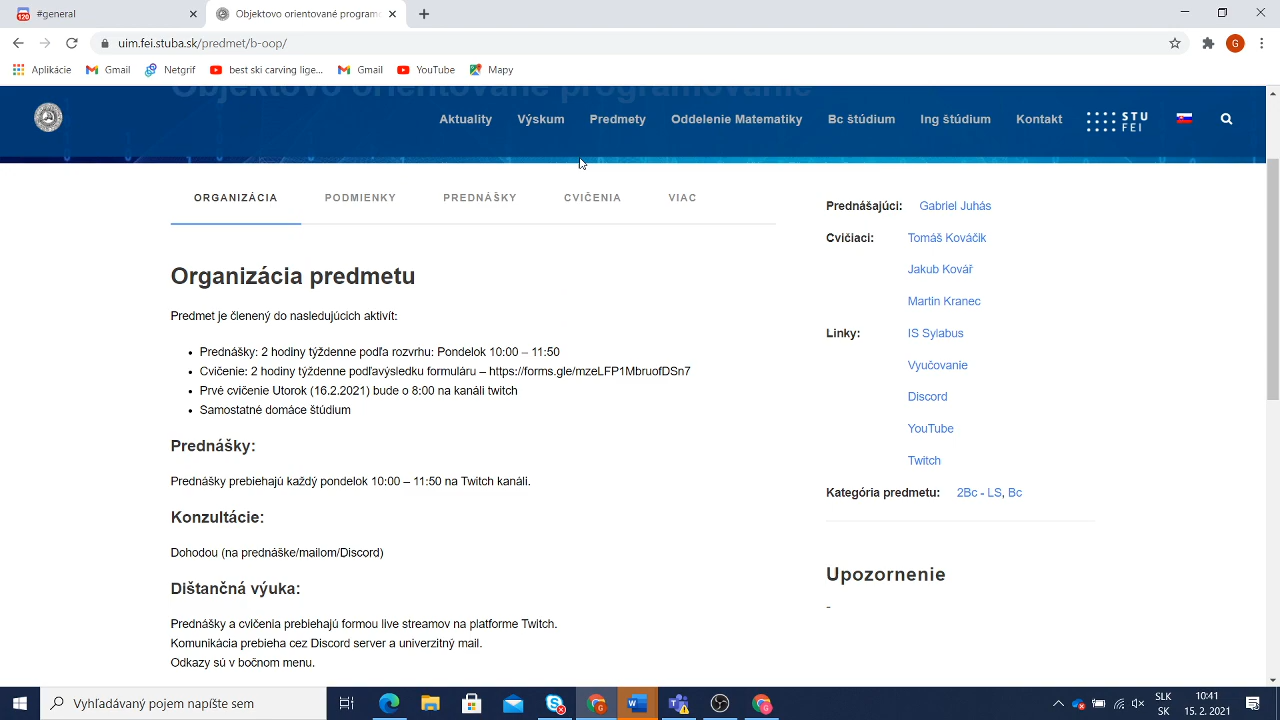 120 #general
Objektovo orientované program
uim.fei.stuba.sk/predmet/b-oop/
G
Aplikácie Gmail Netgrif best ski carving lige... Gmail YouTube Mapy
Objektovo orientované programovanie
Aktuality Výskum Predmety Oddelenie Matematiky Bc štúdium Ing štúdium Kontakt STU
FEI
ORGANIZÁCIA PODMIENKY PREDNÁŠKY CVIČENIA VIAC
Organizácia predmetu
Predmet je členený do nasledujúcich aktivít:
• Prednášky: 2 hodiny týždenne podľa rozvrhu: Pondelok 10:00 – 11:50
• Cvičenie: 2 hodiny týždenne podľavýsledku formuláru – https://forms.gle/mzeLFP1MbruofDSn7
• Prvé cvičenie Utorok (16.2.2021) bude o 8:00 na kanáli twitch
• Samostatné domáce štúdium
Prednášky:
Prednášky prebiehajú každý pondelok 10:00 – 11:50 na Twitch kanáli.
Konzultácie:
Dohodou (na prednáške/mailom/Discord)
Dištančná výuka:
Prednášky a cvičenia prebiehajú formou live streamov na platforme Twitch.
Komunikácia prebieha cez Discord server a univerzitný mail.
Odkazy sú v bočnom menu.
Prednášajúci: Gabriel Juhás
Cvičiaci: Tomáš Kováčik
Jakub Kovář
Martin Kranec
Linky: IS Sylabus
Vyučovanie
Discord
YouTube
Twitch
Kategória predmetu: 2Bc - LS, Bc
Upozornenie
-
Vyhľadávaný pojem napíšte sem
SLK 10:41
SK 15.2.2021